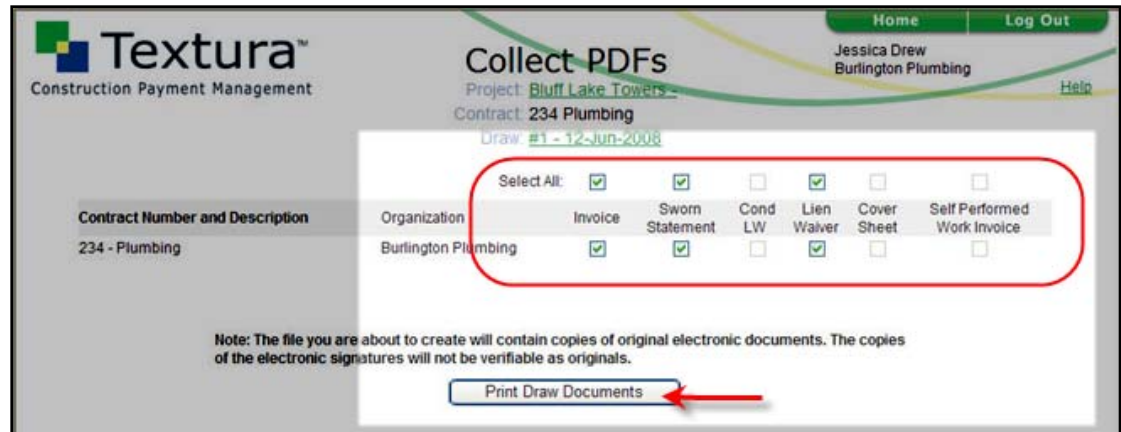 Home Log Out
Textura™
Construction Payment Management
Collect PDFs
Jessica Drew
Burlington Plumbing
Help
Project: Bluff Lake Towers -
Contract: 234 Plumbing
Draw: #1 - 12-Jun-2008
Select All:
Contract Number and Description Organization Invoice Sworn Statement Cond LW Lien Waiver Cover Sheet Self Performed Work Invoice
234 - Plumbing Burlington Plumbing
Note: The file you are about to create will contain copies of original electronic documents. The copies
of the electronic signatures will not be verifiable as originals.
Print Draw Documents